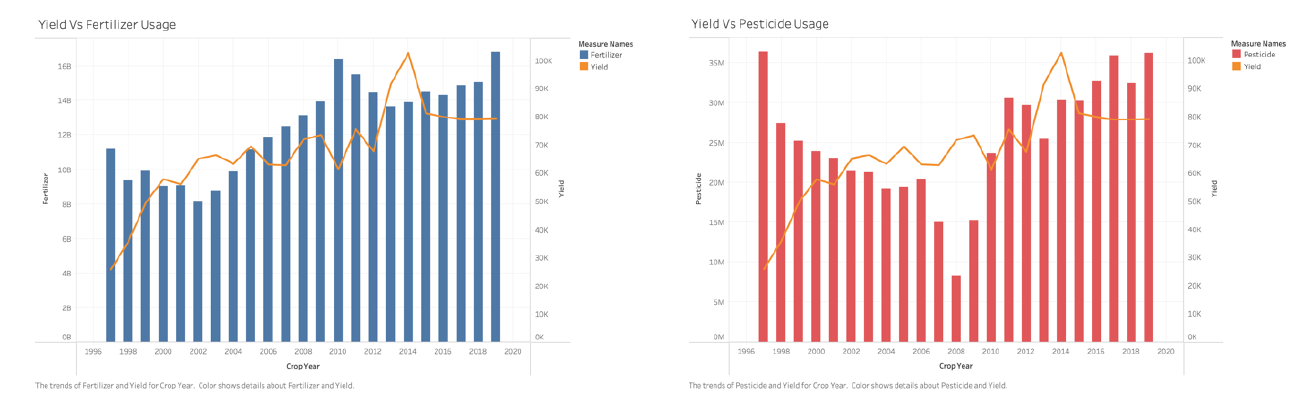 Yield Vs Fertilizer Usage
Measure Names
Fertilizer
Yield
16B
14B
12B
10B
8B
6B
4B
2B
0B
Fertilizer
100K
90K
80K
70K
60K
50K
40K
30K
20K
10K
0K
Yield
1996 1998 2000 2002 2004 2006 2008 2010 2012 2014 2016 2018 2020
Crop Year
The trends of Fertilizer and Yield for Crop Year. Color shows details about Fertilizer and Yield.
Yield Vs Pesticide Usage
Measure Names
Pesticide
Yield
35M
30M
25M
20M
15M
10M
5M
0M
Pesticide
100K
90K
80K
70K
60K
50K
40K
30K
20K
10K
0K
Yield
1996 1998 2000 2002 2004 2006 2008 2010 2012 2014 2016 2018 2020
Crop Year
The trends of Pesticide and Yield for Crop Year. Color shows details about Pesticide and Yield.